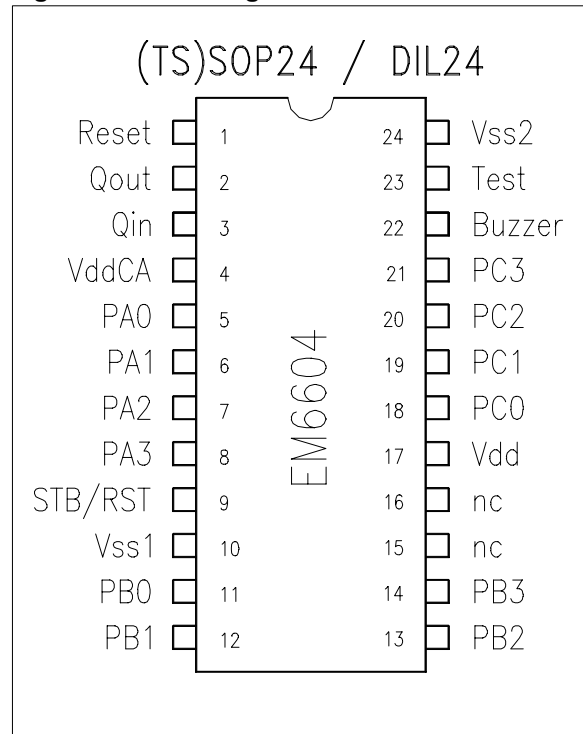 (TS)SOP24 / DIL24
Reset 1 24 Vss2
Qout 2 23 Test
Qin 3 22 Buzzer
VddCA 4 21 PC3
PA0 5 20 PC2
PA1 6 19 PC1
PA2 7 18 PC0
PA3 8 17 Vdd
STB/RST 9 16 nc
Vss1 10 15 nc
PB0 11 14 PB3
PB1 12 13 PB2
EM6604